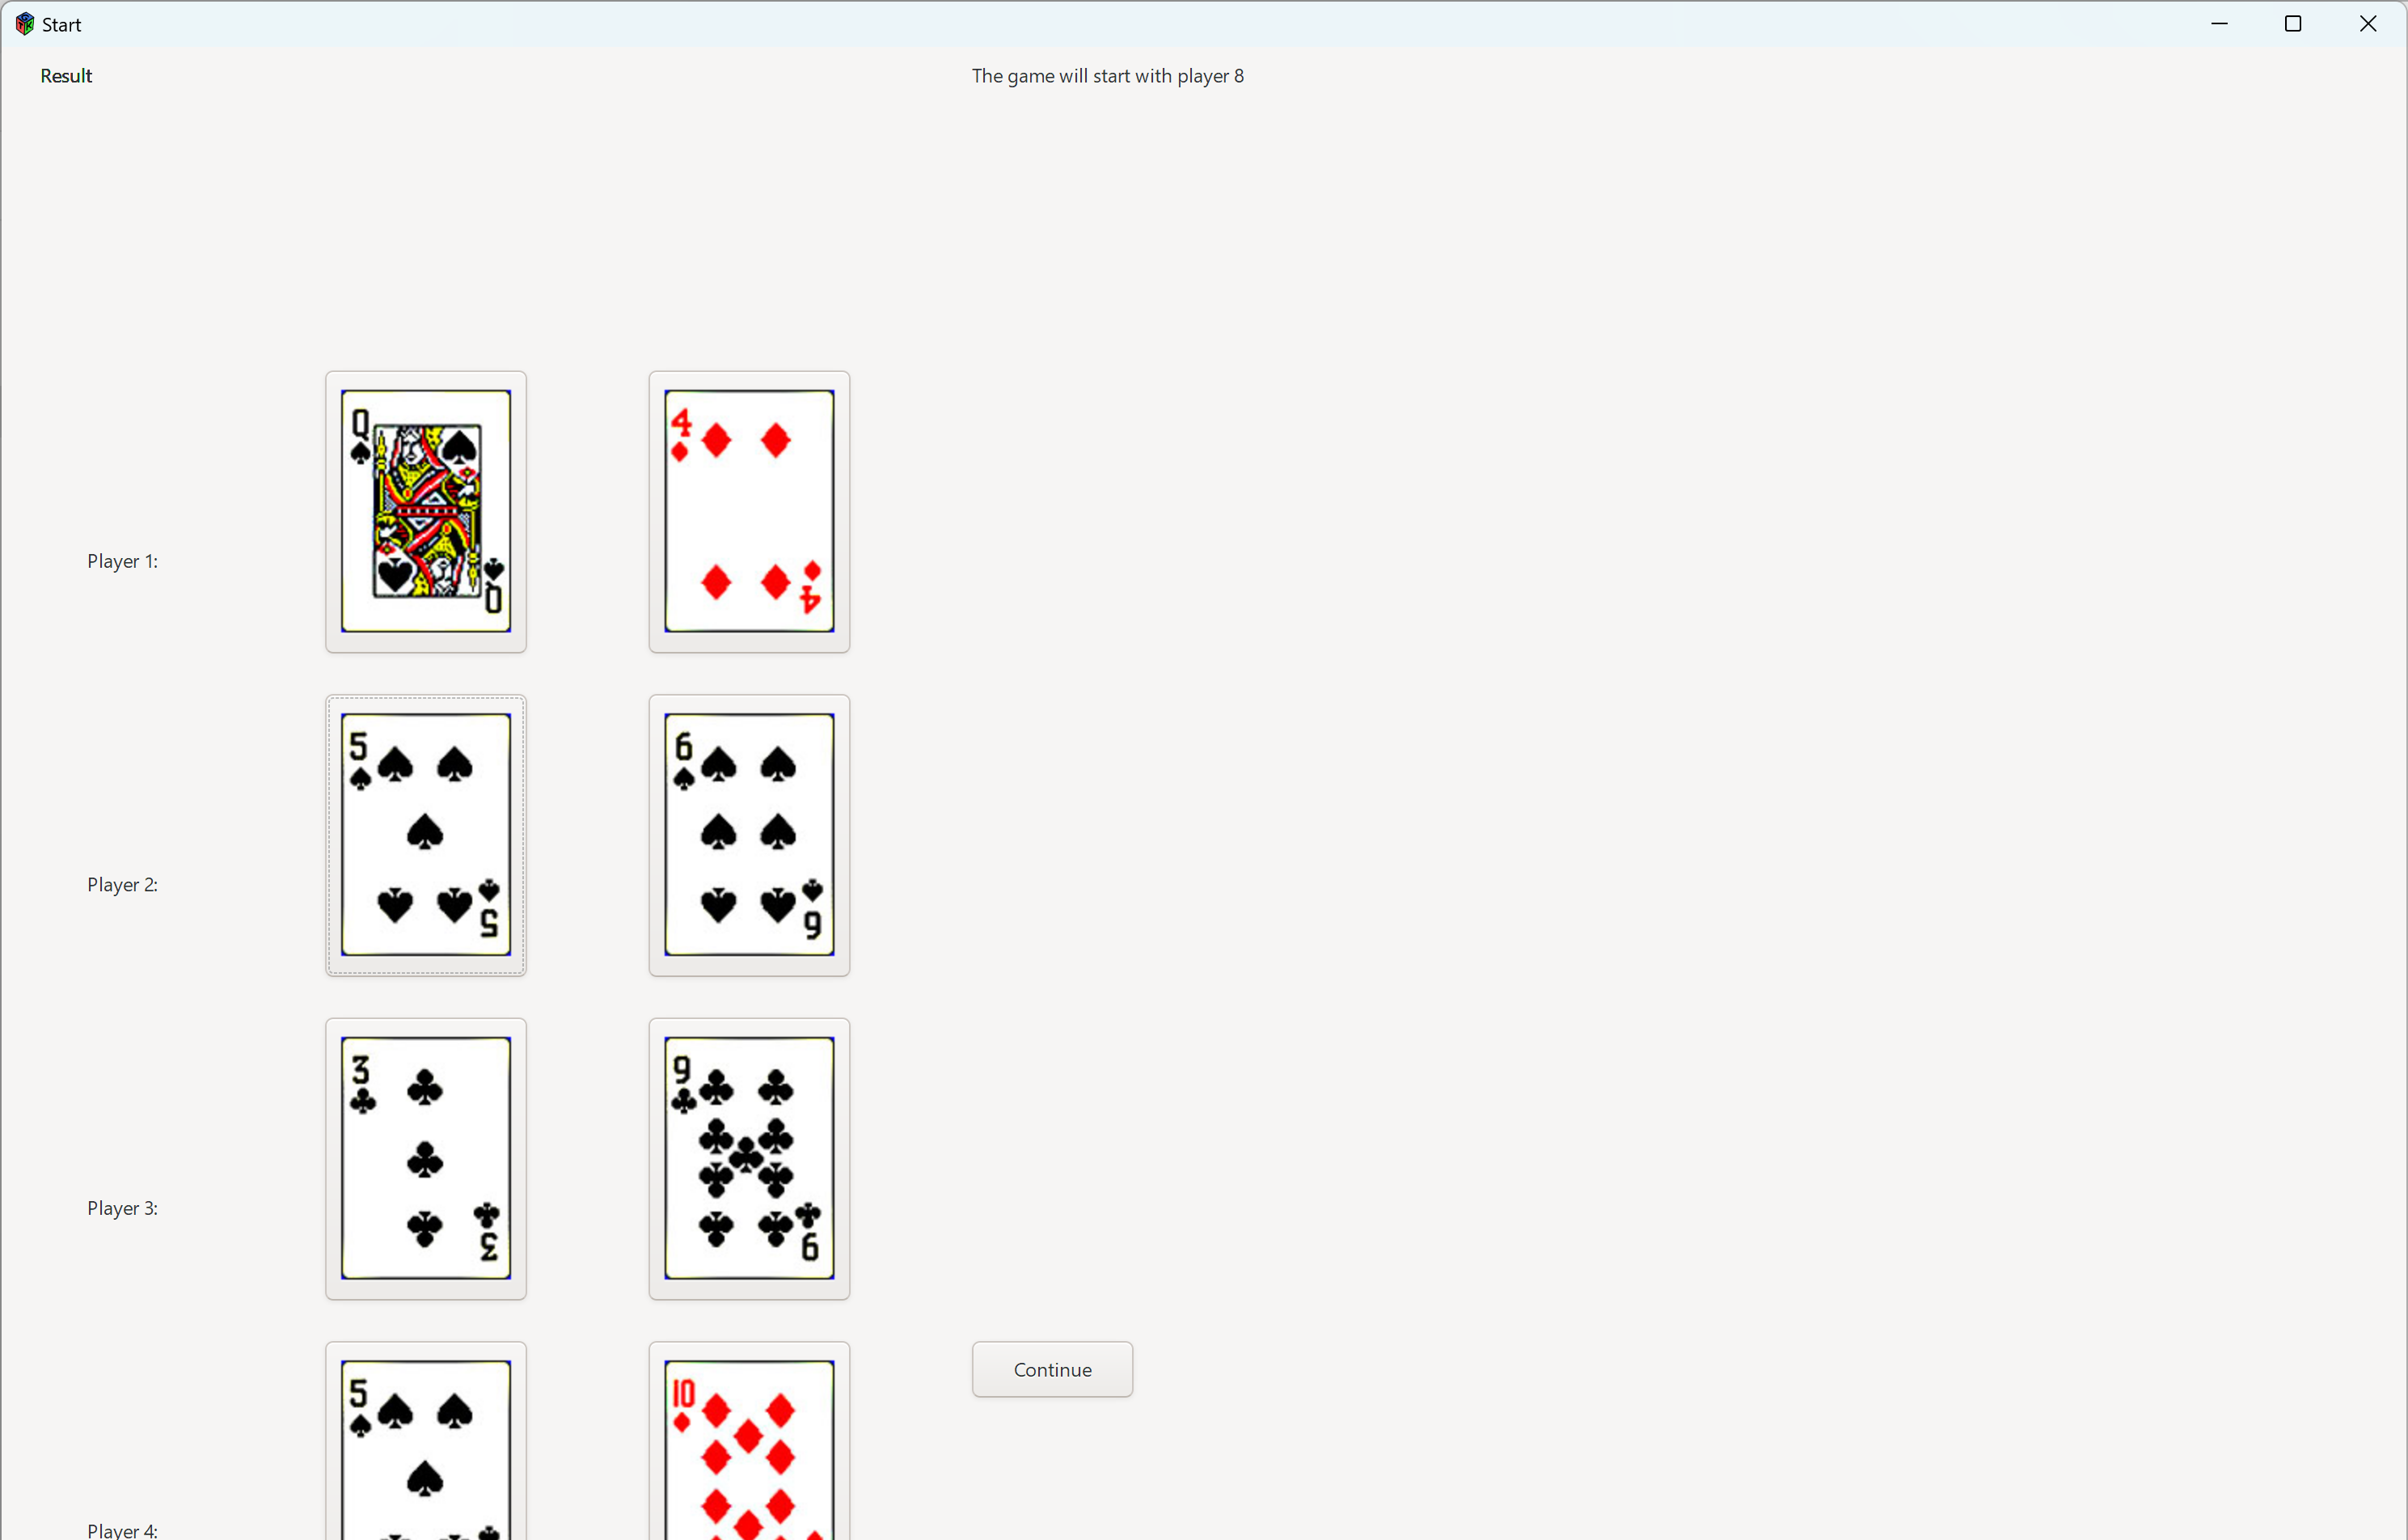 Start
Result
The game will start with player 8
Q
4
Q
4
Player 1:
5
6
5
6
Player 2:
3
9
3
9
Player 3:
Continue
5
10
Player 4: